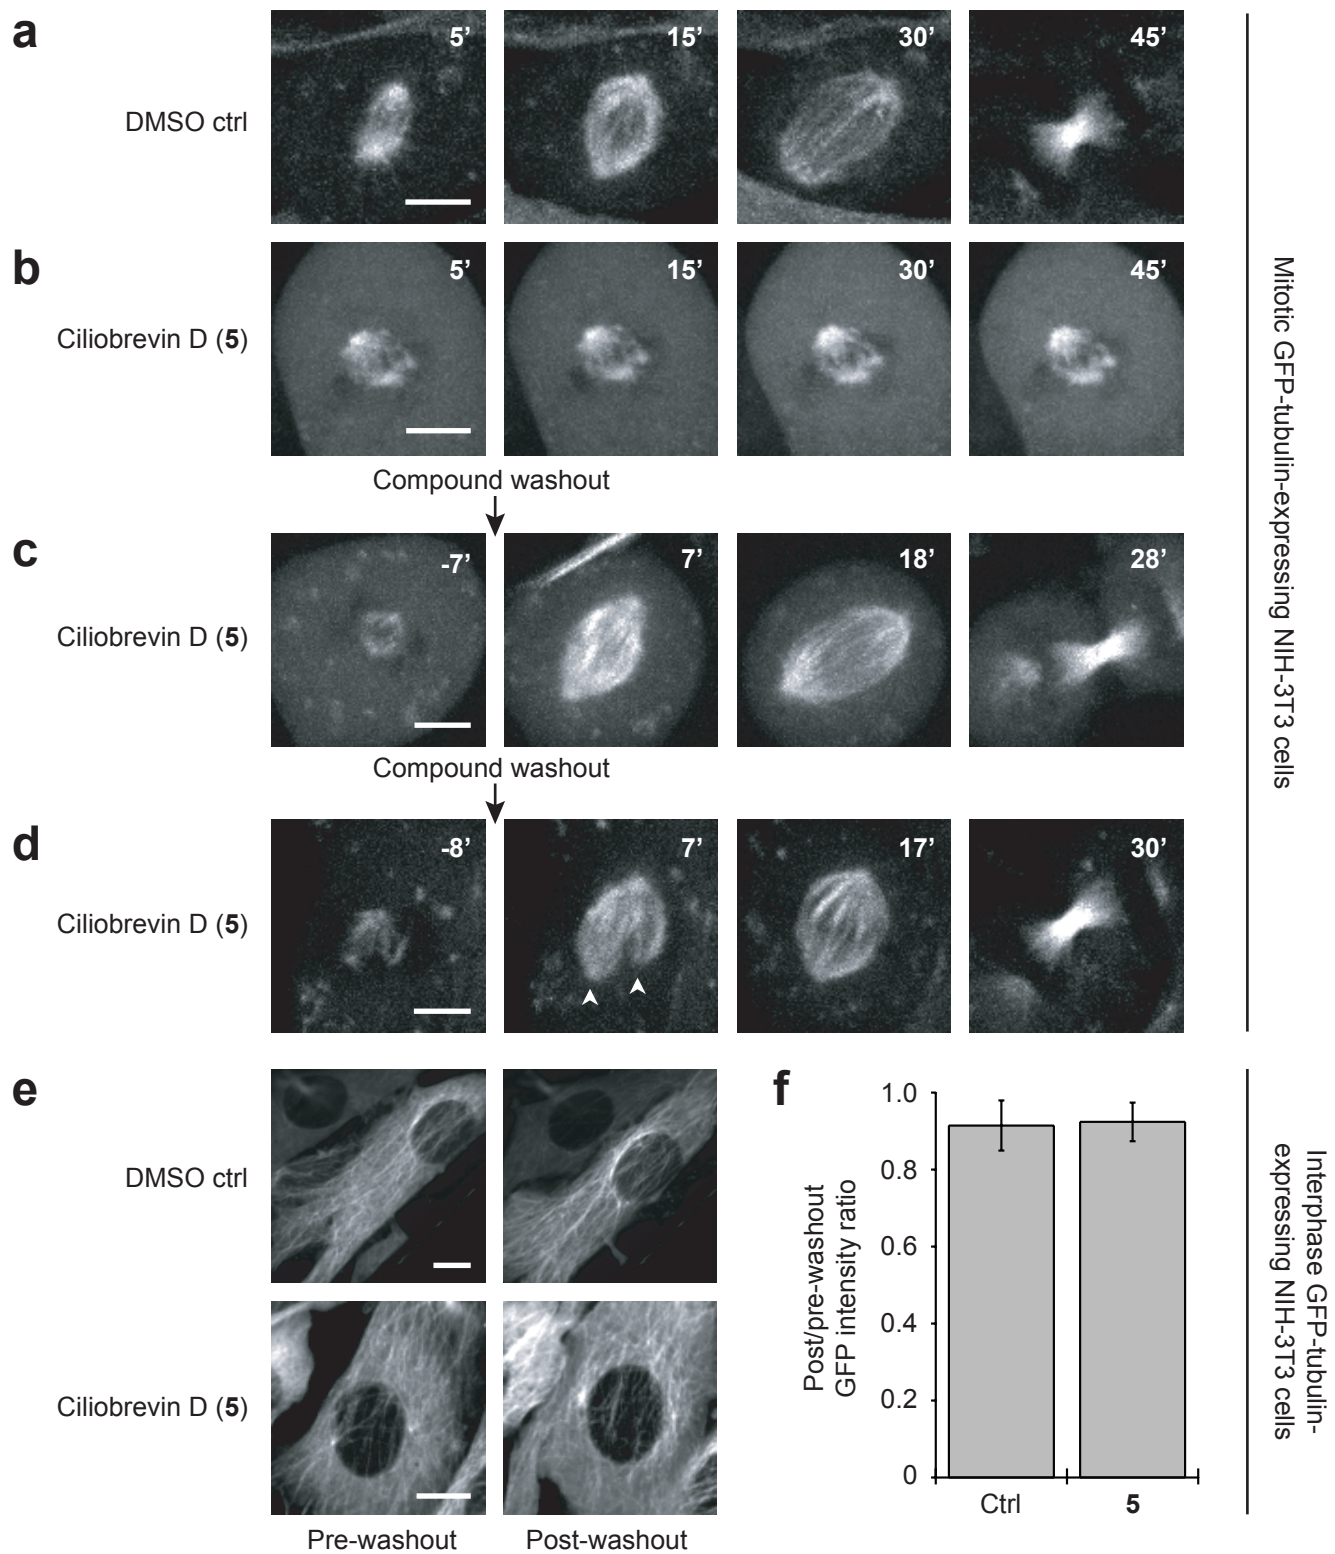 a
DMSO ctrl
5’
15’
30’
45’
b
Ciliobrevin D (5)
5’
15’
30’
45’
Compound washout
c
Ciliobrevin D (5)
-7’
7’
18’
28’
Compound washout
d
Ciliobrevin D (5)
-8’
7’
17’
30’
Mitotic GFP-tubulin-expressing NIH-3T3 cells
e
DMSO ctrl
Ciliobrevin D (5)
Pre-washout
Post-washout
f
Post/pre-washout
GFP intensity ratio
1.0
0.8
0.6
0.4
0.2
0
Ctrl
5
Interphase GFP-tubulin-
expressing NIH-3T3 cells